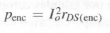 p_enc = I_o^2 r_DS(enc)